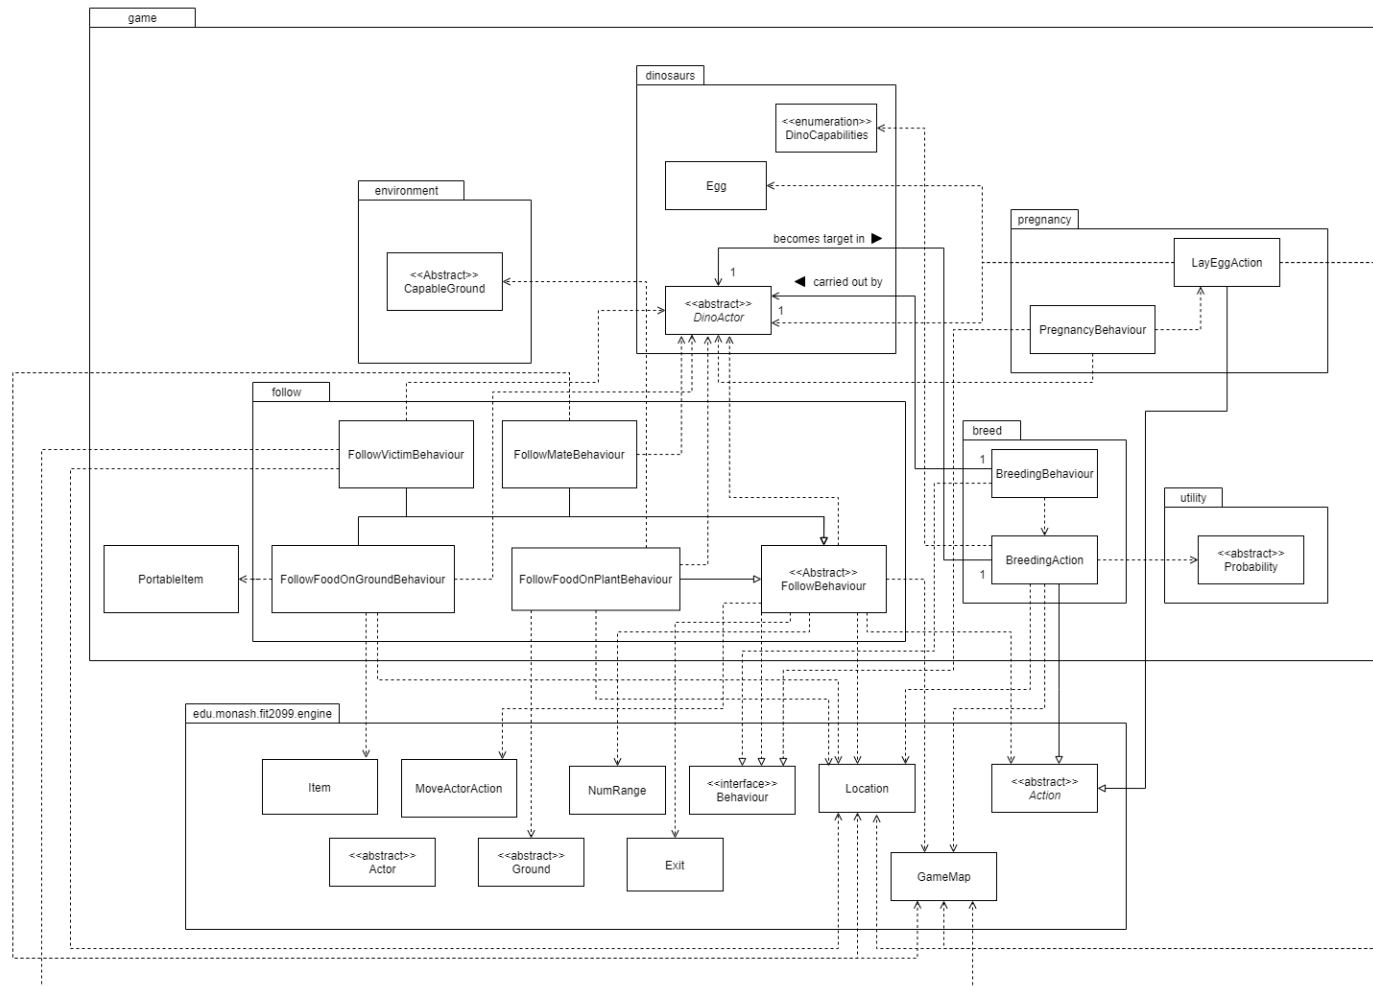 game
dinosaurs
<<enumeration>>
DinoCapabilities
Egg
environment
pregnancy
becomes target in
LayEggAction
<<Abstract>>
CapableGround
1
carried out by
<<abstract>>
DinoActor
1
PregnancyBehaviour
follow
breed
FollowVictimBehaviour
FollowMateBehaviour
1
BreedingBehaviour
utility
PortableItem
FollowFoodOnGroundBehaviour
FollowFoodOnPlantBehaviour
<<Abstract>>
FollowBehaviour
BreedingAction
1
<<abstract>>
Probability
edu.monash.fit2099.engine
Item
MoveActorAction
NumRange
<<interface>>
Behaviour
Location
<<abstract>>
Action
<<abstract>>
Actor
<<abstract>>
Ground
Exit
GameMap